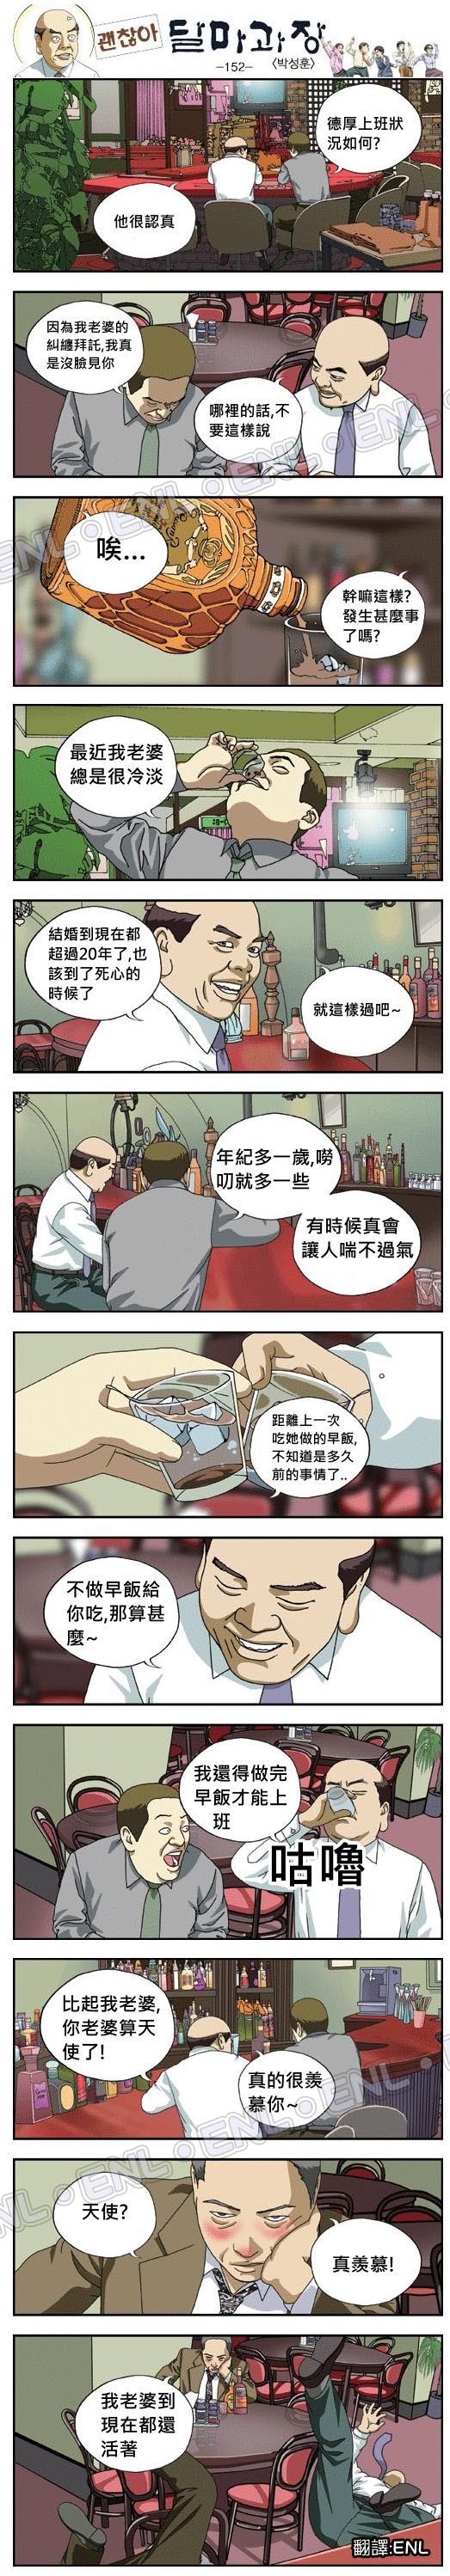 괜찮아
달마과장
-152-
<박성훈>
德厚上班狀
況如何?
他很認真
因為我老婆的
糾纏拜託,我真
是沒臉見你
哪裡的話,不
要這樣說
唉...
幹嘛這樣?
發生甚麼事
了嗎?
最近我老婆
總是很冷淡
結婚到現在都
超過20年了,也
該到了死心的
時候了
就這樣過吧~
年紀多一歲,嘮
叨就多一些
有時候真會
讓人喘不過氣
距離上一次
吃她做的早飯,
不知道是多久
前的事情了..
不做早飯給
你吃,那算甚
麼~
我還得做完
早飯才能上
班
咕嚕
比起我老婆,
你老婆算天
使了!
真的很羨
慕你~
天使?
真羨慕!
我老婆到
現在都還
活著
翻譯:ENL